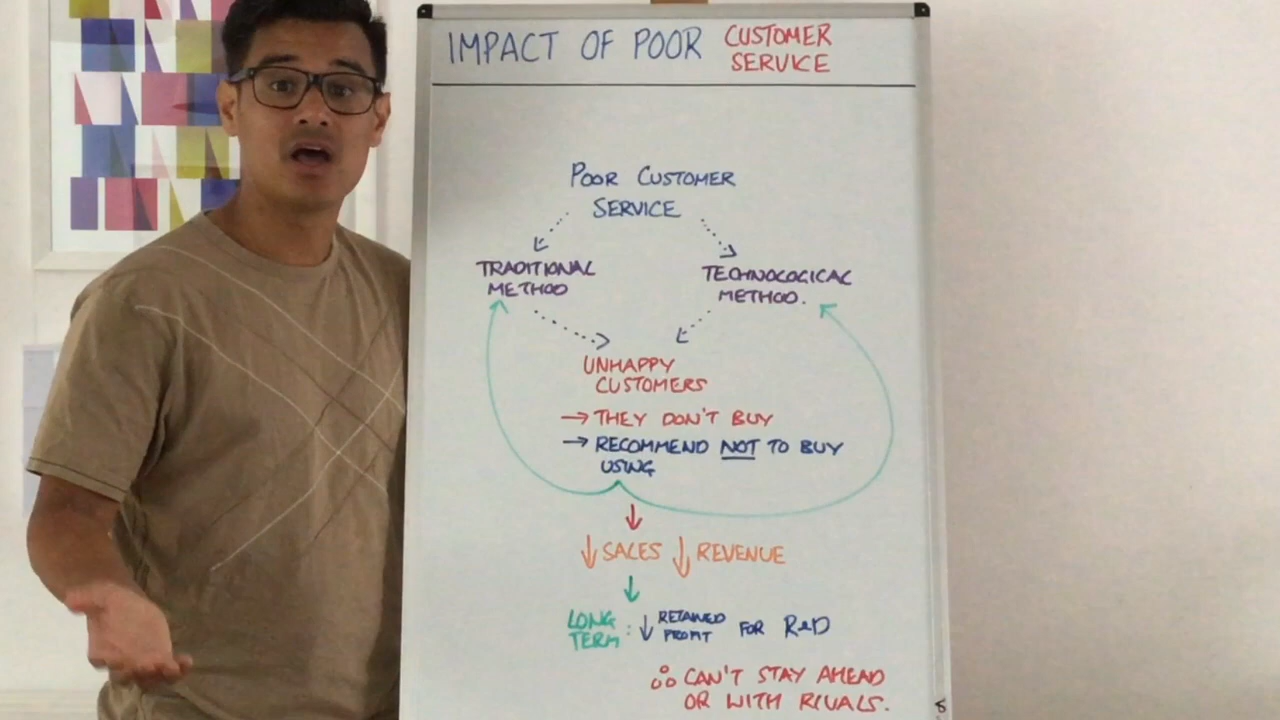 IMPACT OF POOR CUSTOMER
SERVICE
POOR CUSTOMER
SERVICE
TRADITIONAL
METHOD
TECHNOLOGICAL
METHOD.
UNHAPPY
CUSTOMERS
→ THEY DON'T BUY
→ RECOMMEND NOT TO BUY
USING
↓ SALES ↓ REVENUE
LONG
TERM : ↓ RETAINED
PROFIT FOR R&D
∴ CAN'T STAY AHEAD
OR WITH RIVALS.
8